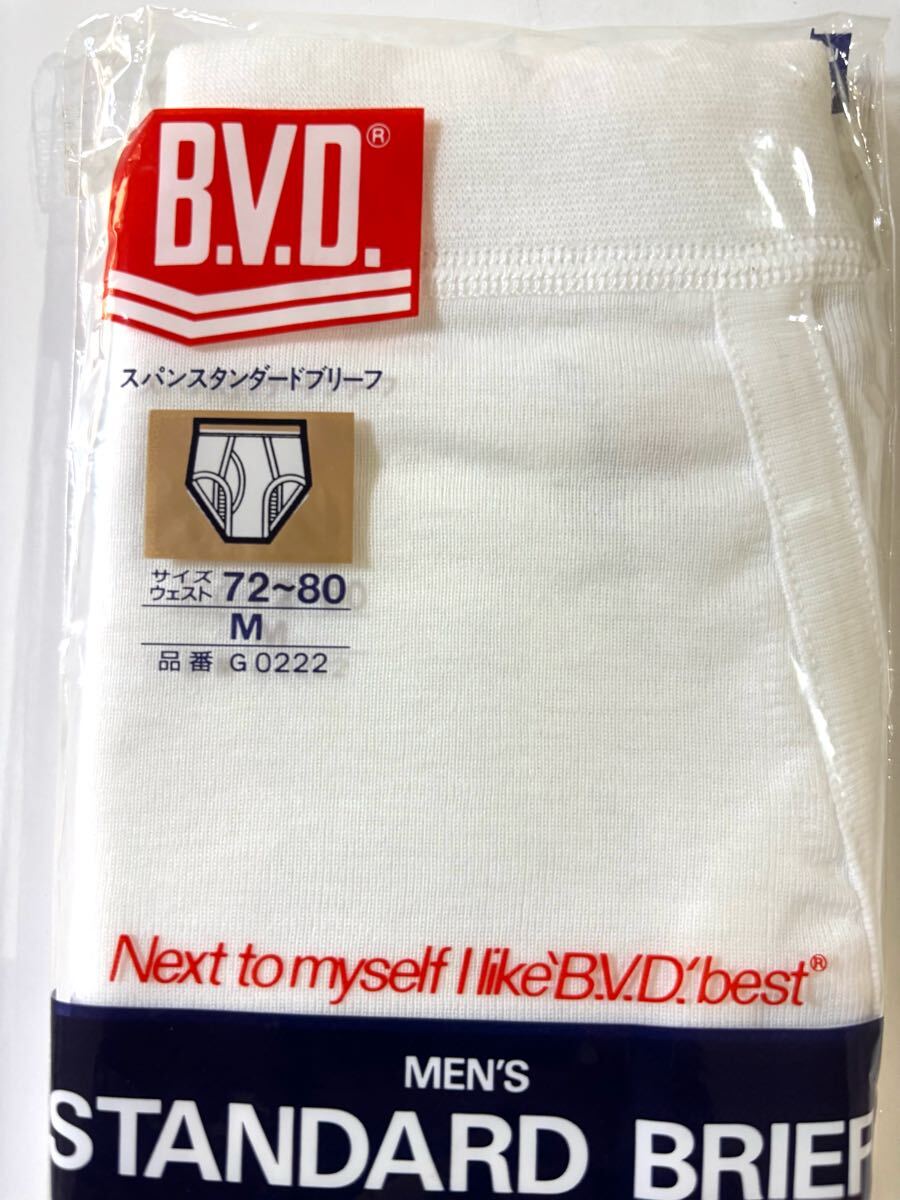 B.V.D.®
スパンスタンダードブリーフ
サイズ
ウェスト 72~80
M
品番 G0222
Next to myself I like 'B.V.D.' best®
MEN'S
STANDARD BRIEF